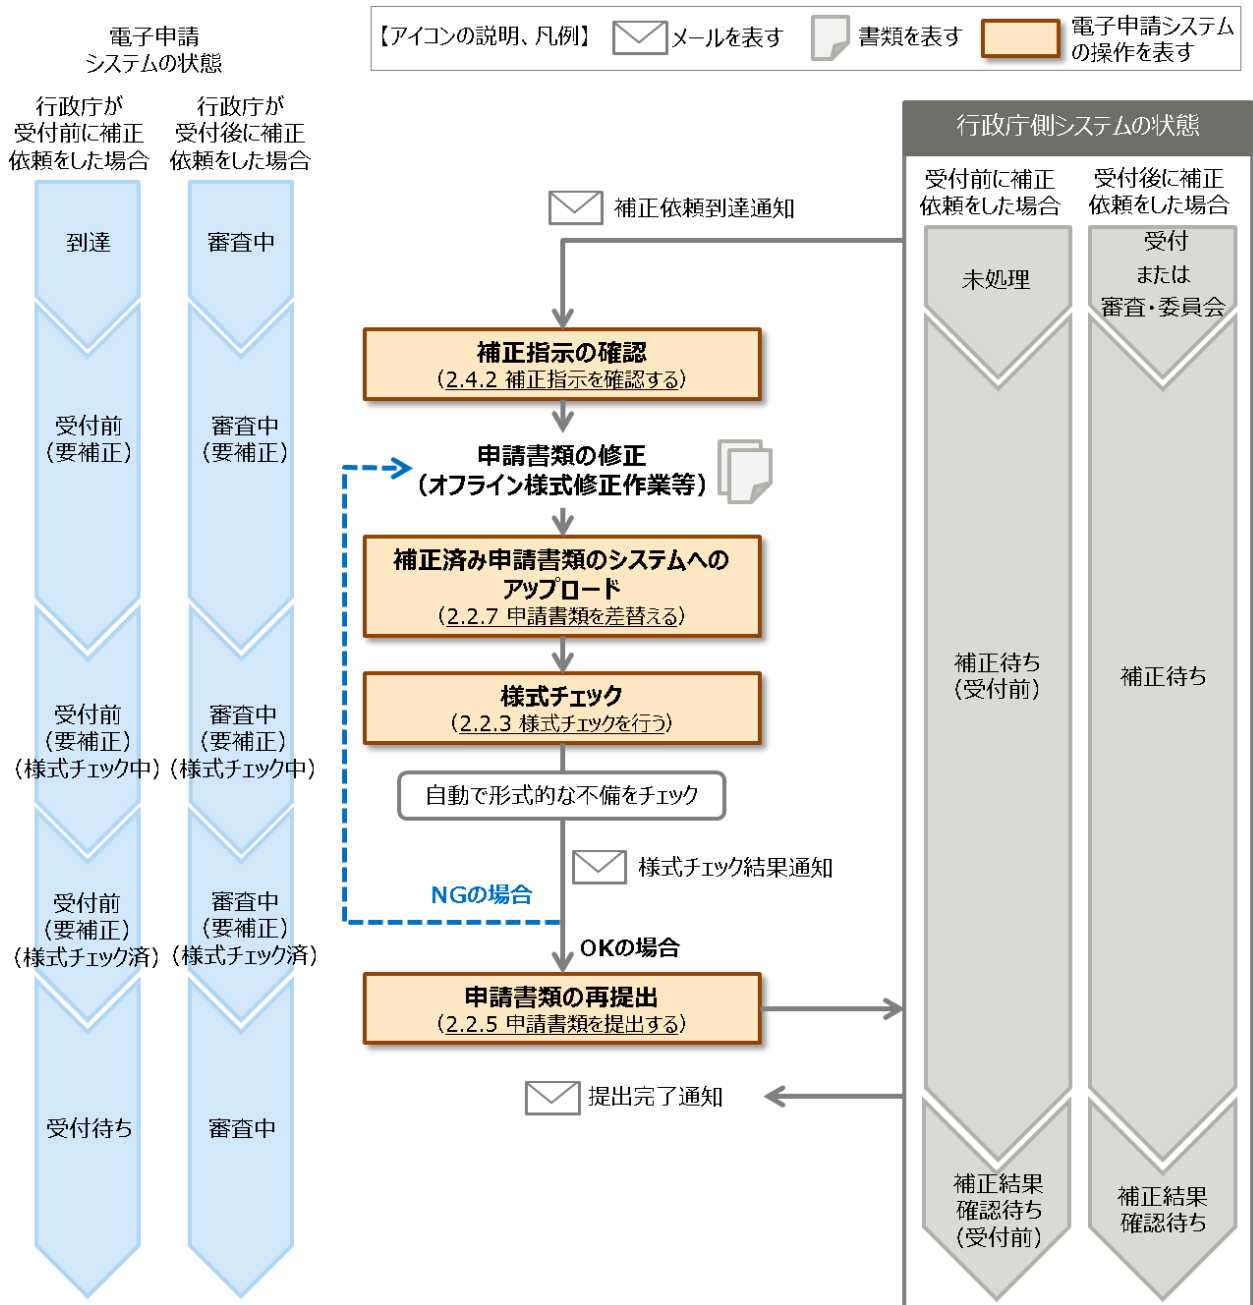 電子申請
システムの状態
【アイコンの説明、凡例】
メールを表す
書類を表す
電子申請システム
の操作を表す
行政庁が
受付前に補正
依頼をした場合
行政庁が
受付後に補正
依頼をした場合
到達
受付前
(要補正)
受付前
(要補正)
(様式チェック中)
受付前
(要補正)
(様式チェック済)
受付待ち
審査中
審査中
(要補正)
審査中
(要補正)
(様式チェック中)
審査中
(要補正)
(様式チェック済)
審査中
補正依頼到達通知
補正指示の確認
(2.4.2 補正指示を確認する)
申請書類の修正
(オフライン様式修正作業等)
補正済み申請書類のシステムへの
アップロード
(2.2.7 申請書類を差替える)
様式チェック
(2.2.3 様式チェックを行う)
自動で形式的な不備をチェック
様式チェック結果通知
NGの場合
OKの場合
申請書類の再提出
(2.2.5 申請書類を提出する)
提出完了通知
行政庁側システムの状態
受付前に補正
依頼をした場合
受付後に補正
依頼をした場合
未処理
補正待ち
(受付前)
補正結果
確認待ち
(受付前)
受付
または
審査・委員会
補正待ち
補正結果
確認待ち